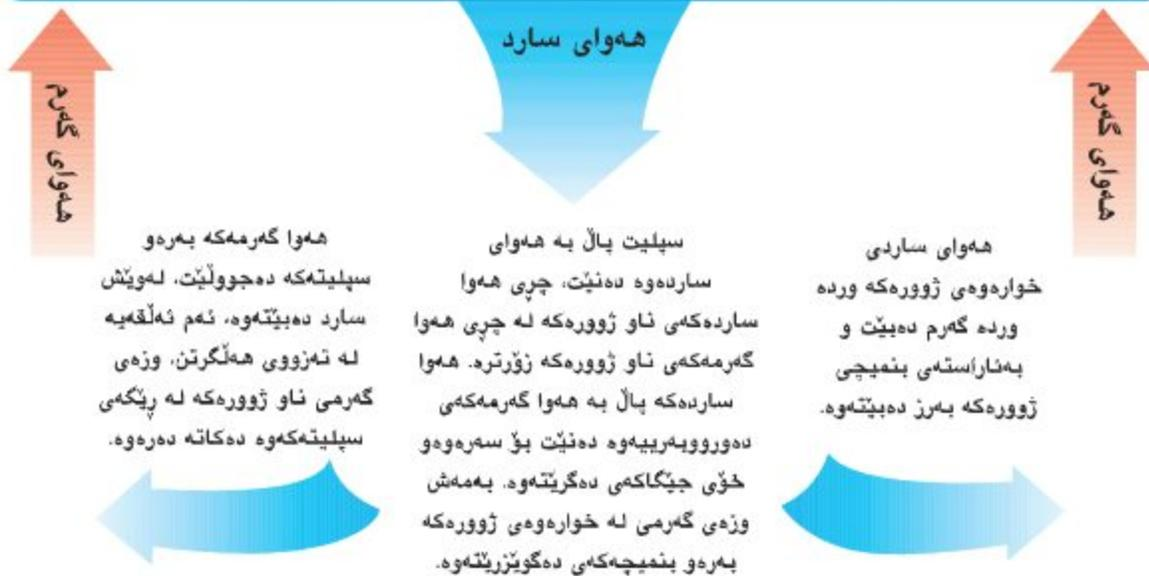 هەوای سارد
هەوای گەرم
هەوای گەرم
هەوای ساردی
خوارەوەی ژوورەکە وردە
وردە گەرم دەبێت و
بەئاراستەی بنمیچی
ژوورەکە بەرز دەبێتەوە.
سپلیت پاڵ بە هەوای
ساردەوە دەنێت، چڕی هەوا
ساردەکەی ناو ژوورەکە لە چڕی هەوا
گەرمەکەی ناو ژوورەکە زۆرترە. هەوا
ساردەکە پاڵ بە هەوا گەرمەکەی
دەورووبەرییەوە دەنێت بۆ سەرەوەو
خۆی جێگاکەی دەگرێتەوە. بەمەش
وزەی گەرمی لە خوارەوەی ژوورەکە
بەرەو بنمیچەکەی دەگوێزرێتەوە.
هەوا گەرمەکە بەرەو
سپلیتەکە دەجووڵێت، لەوێش
سارد دەبێتەوە، ئەم ئەڵقەیە
لە تەزووی هەڵگرتن، وزەی
گەرمی ناو ژوورەکە لە ڕێگەی
سپلیتەکەوە دەکاتە دەرەوە.